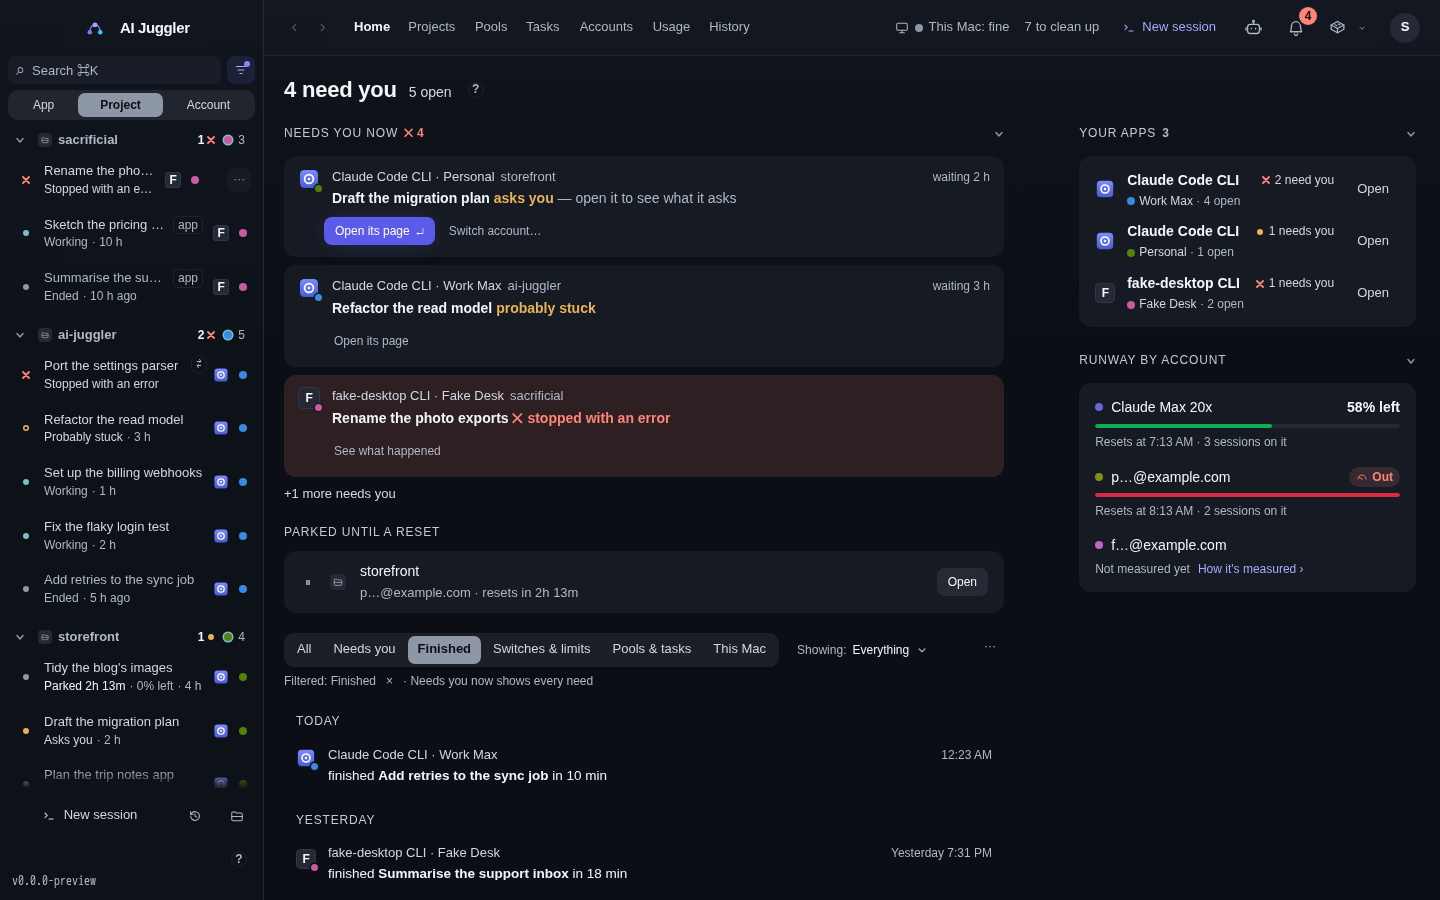 AI Juggler
Search ⌘K
App Project Account
sacrificial 1 3
Rename the pho… F
Stopped with an e…
Sketch the pricing … app F
Working · 10 h
Summarise the su… app F
Ended · 10 h ago
ai-juggler 2 5
Port the settings parser
Stopped with an error
Refactor the read model
Probably stuck · 3 h
Set up the billing webhooks
Working · 1 h
Fix the flaky login test
Working · 2 h
Add retries to the sync job
Ended · 5 h ago
storefront 1 4
Tidy the blog's images
Parked 2h 13m · 0% left · 4 h
Draft the migration plan
Asks you · 2 h
Plan the trip notes app
New session
?
v0.0.0-preview
Home Projects Pools Tasks Accounts Usage History
This Mac: fine 7 to clean up New session 4 S
4 need you 5 open ?
NEEDS YOU NOW 4
Claude Code CLI · Personal storefront waiting 2 h
Draft the migration plan asks you — open it to see what it asks
Open its page Switch account…
Claude Code CLI · Work Max ai-juggler waiting 3 h
Refactor the read model probably stuck
Open its page
F fake-desktop CLI · Fake Desk sacrificial
Rename the photo exports stopped with an error
See what happened
+1 more needs you
PARKED UNTIL A RESET
storefront
p…@example.com · resets in 2h 13m
Open
All Needs you Finished Switches & limits Pools & tasks This Mac Showing: Everything …
Filtered: Finished × · Needs you now shows every need
TODAY
Claude Code CLI · Work Max 12:23 AM
finished Add retries to the sync job in 10 min
YESTERDAY
F fake-desktop CLI · Fake Desk Yesterday 7:31 PM
finished Summarise the support inbox in 18 min
YOUR APPS 3
Claude Code CLI 2 need you Open
Work Max · 4 open
Claude Code CLI 1 needs you Open
Personal · 1 open
F fake-desktop CLI 1 needs you Open
Fake Desk · 2 open
RUNWAY BY ACCOUNT
Claude Max 20x 58% left
Resets at 7:13 AM · 3 sessions on it
p…@example.com Out
Resets at 8:13 AM · 2 sessions on it
f…@example.com
Not measured yet How it's measured ›